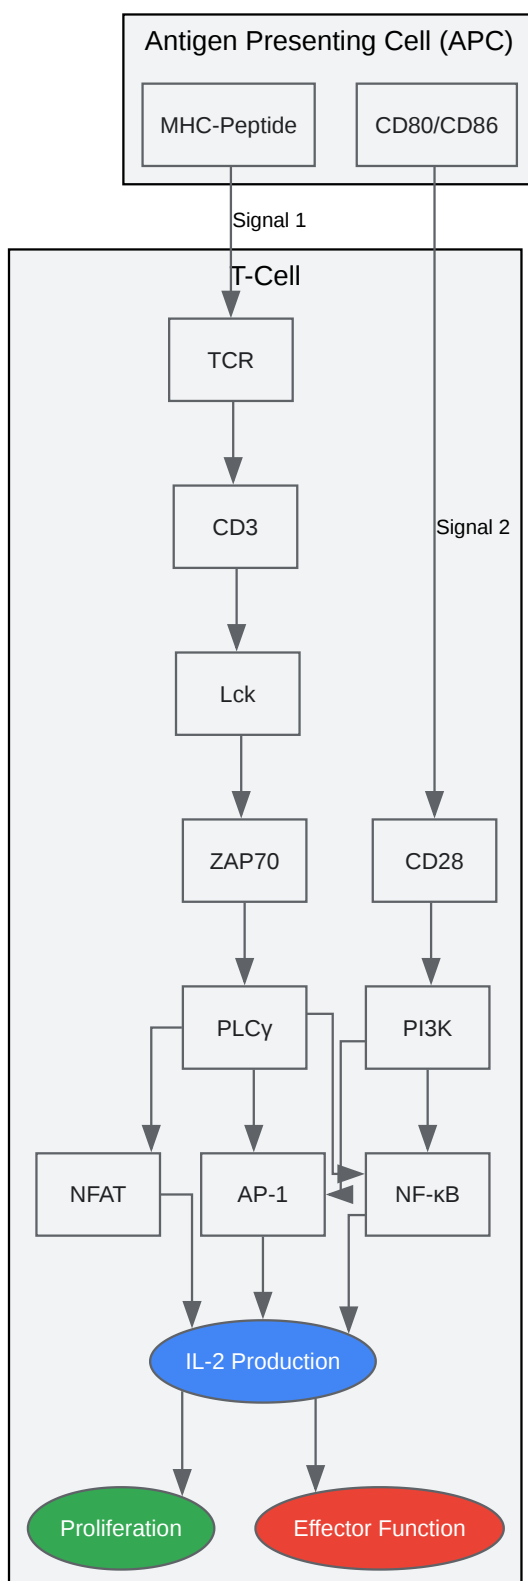 Antigen Presenting Cell (APC)
MHC-Peptide
CD80/CD86
Signal 1
T-Cell
TCR
CD3
Signal 2
Lck
ZAP70
CD28
PLCγ
PI3K
NFAT
AP-1
NF-κB
IL-2 Production
Proliferation
Effector Function